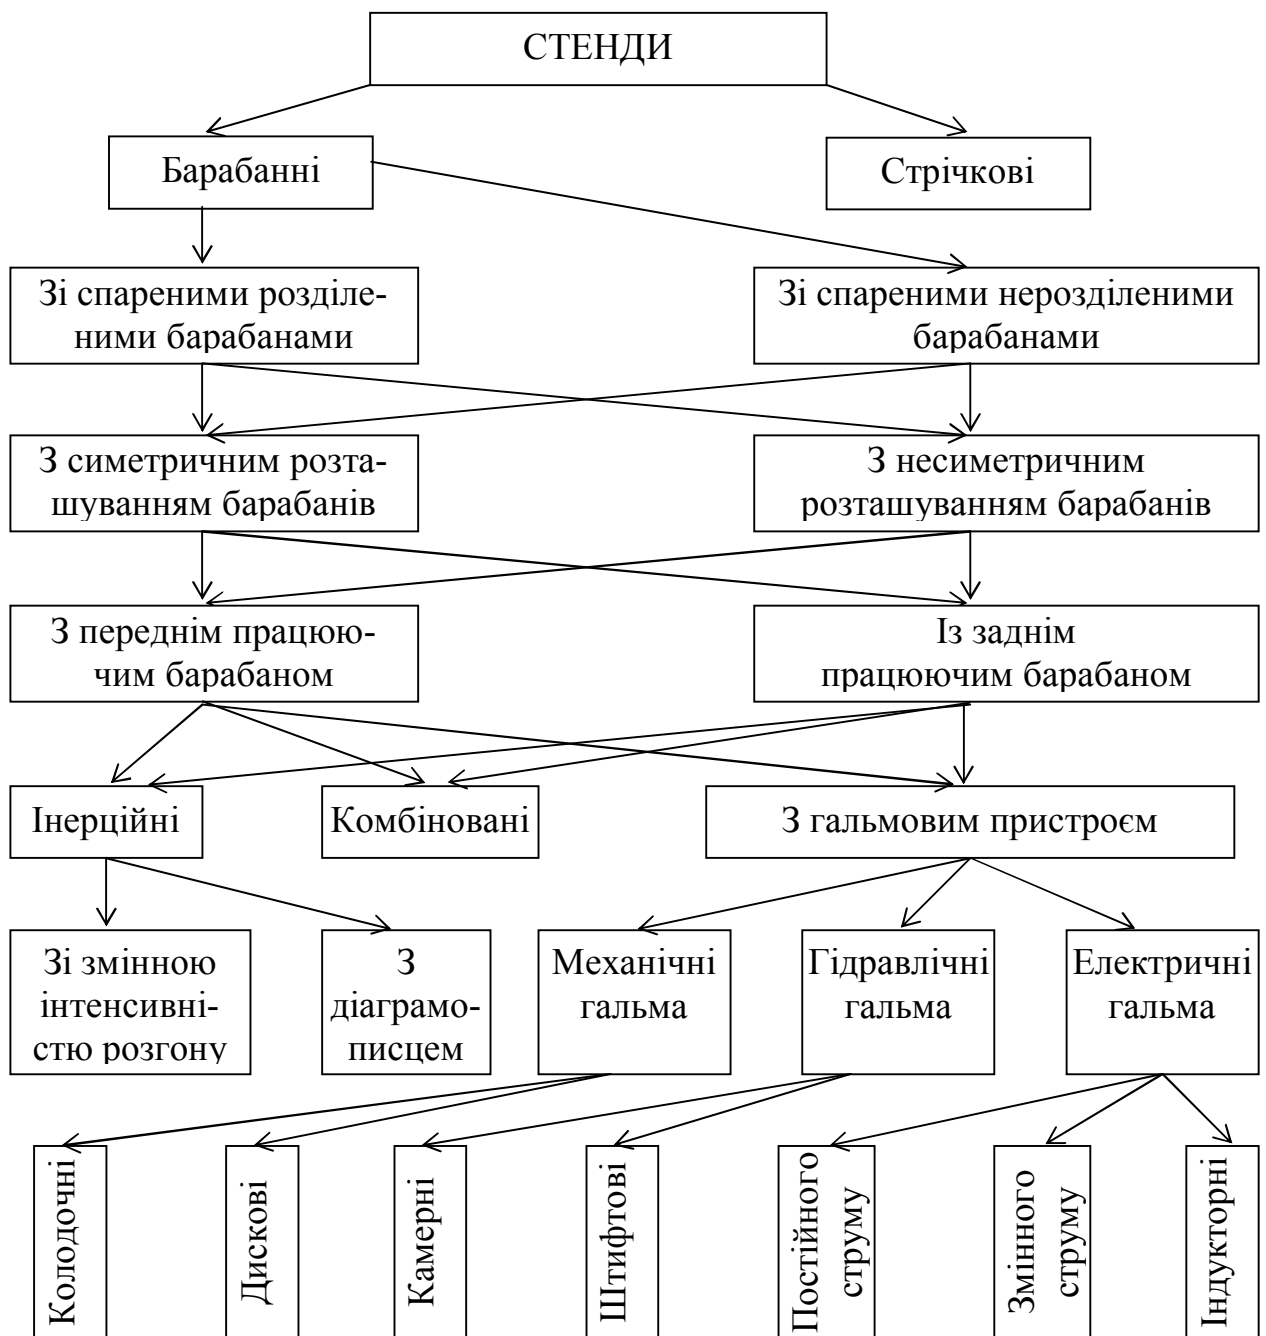 СТЕНДИ
Барабанні
Стрічкові
Зі спареними розділе-
ними барабанами
Зі спареними нерозділеними
барабанами
З симетричним розта-
шуванням барабанів
З несиметричним
розташуванням барабанів
З переднім працюю-
чим барабаном
Із заднім
працюючим барабаном
Інерційні
Комбіновані
З гальмовим пристроєм
Зі змінною
інтенсивні-
стю розгону
З
діаграмо-
писцем
Механічні
гальма
Гідравлічні
гальма
Електричні
гальма
Колодочні
Дискові
Камерні
Штифтові
Постійного
струму
Змінного
струму
Індукторні